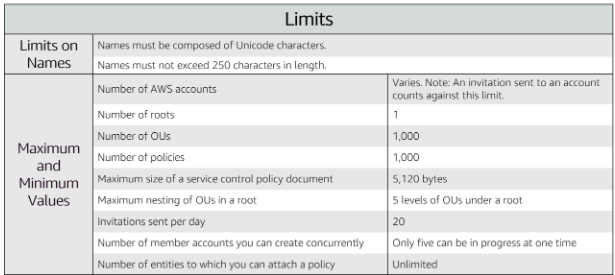 Limits
Limits on
Names
Names must be composed of Unicode characters.
Names must not exceed 250 characters in length.
Maximum
and
Minimum
Values
Number of AWS accounts
Varies. Note: An invitation sent to an account
counts against this limit.
Number of roots
1
Number of OUs
1,000
Number of policies
1,000
Maximum size of a service control policy document
5,120 bytes
Maximum nesting of OUs in a root
5 levels of OUs under a root
Invitations sent per day
20
Number of member accounts you can create concurrently
Only five can be in progress at one time
Number of entities to which you can attach a policy
Unlimited